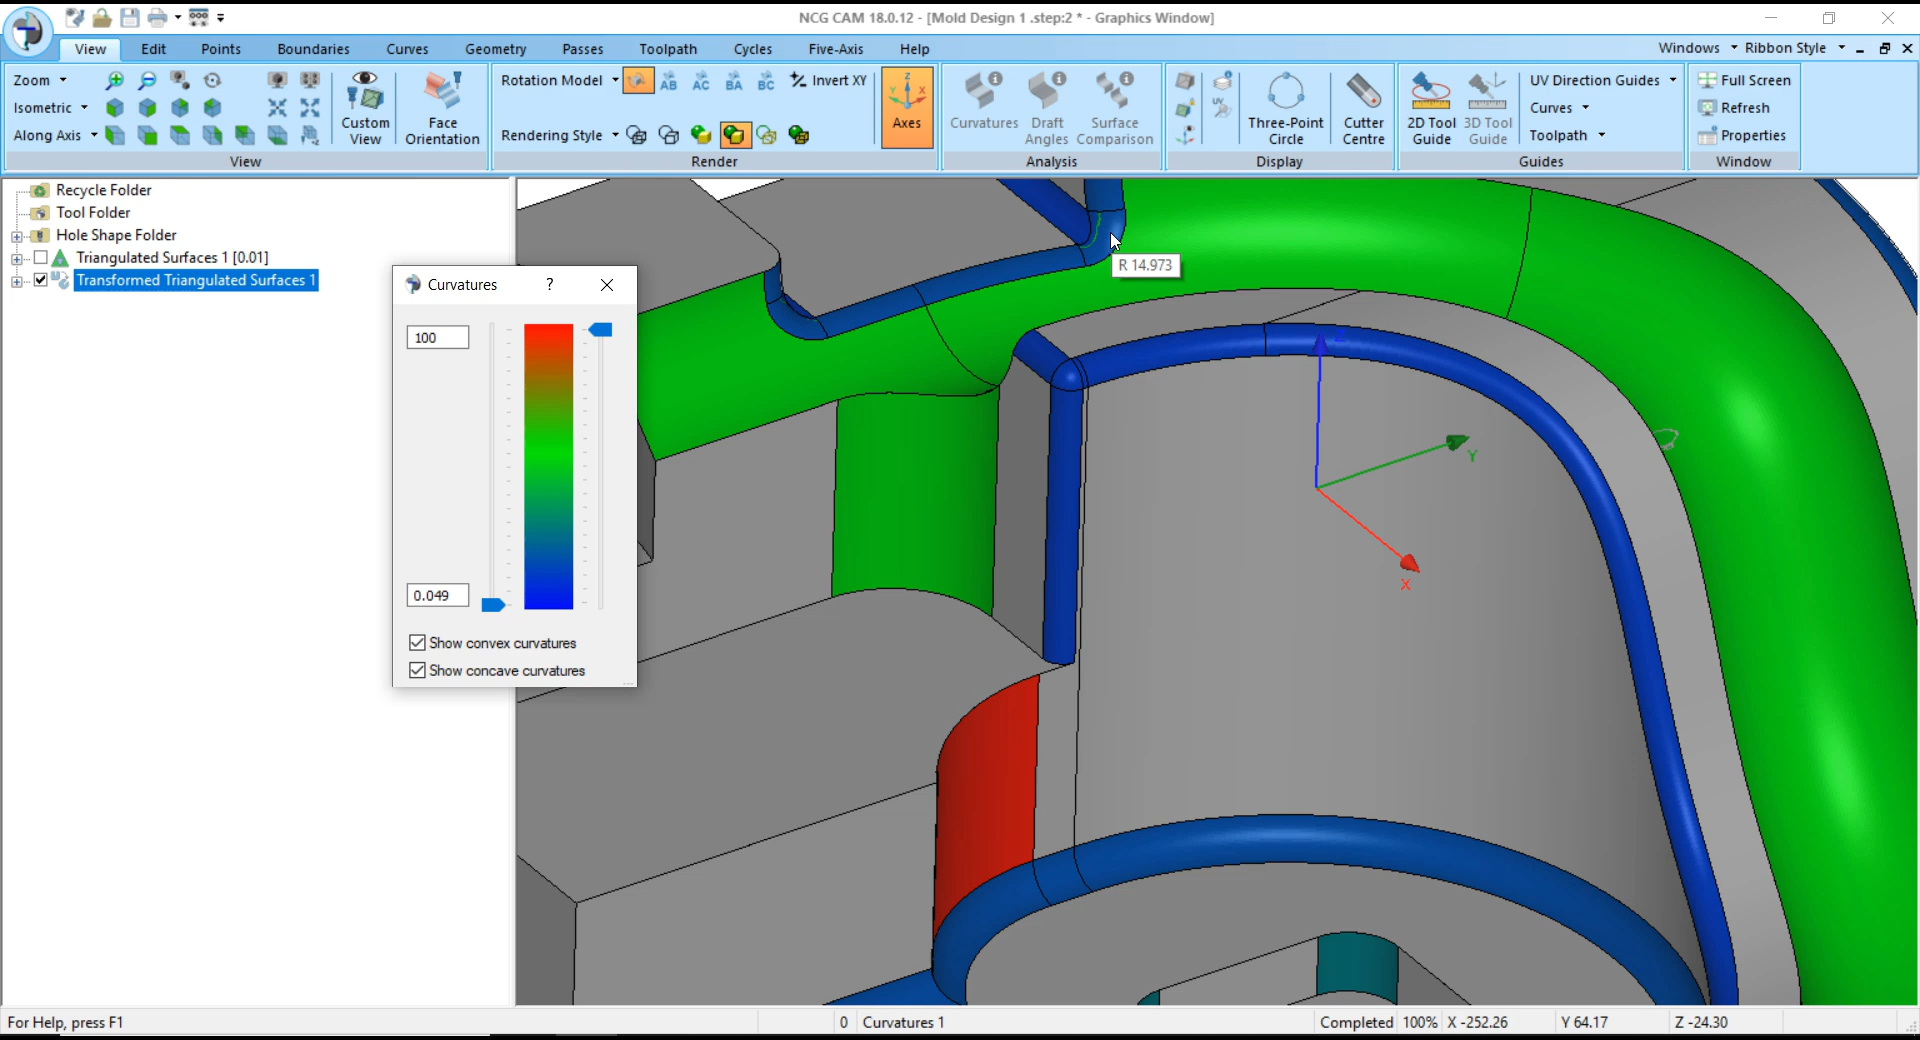 NCG CAM 18.0.12 - [Mold Design 1 .step:2 * - Graphics Window]
View Edit Points Boundaries Curves Geometry Passes Toolpath Cycles Five-Axis Help Windows Ribbon Style
Zoom
Isometric
Along Axis
Custom View
Face Orientation
View
Rotation Model AB AC BA BC Invert XY
Rendering Style
Axes
Render
Curvatures
Draft Angles
Surface Comparison
Analysis
UV
Three-Point Circle
Cutter Centre
Display
2D Tool Guide
3D Tool Guide
UV Direction Guides
Curves
Toolpath
Guides
Full Screen
Refresh
Properties
Window
Recycle Folder
Tool Folder
Hole Shape Folder
Triangulated Surfaces 1 [0.01]
Transformed Triangulated Surfaces 1
Curvatures ?
100
0.049
Show convex curvatures
Show concave curvatures
R 14.973
Z
Y
X
For Help, press F1 0 Curvatures 1 Completed 100% X -252.26 Y 64.17 Z -24.30